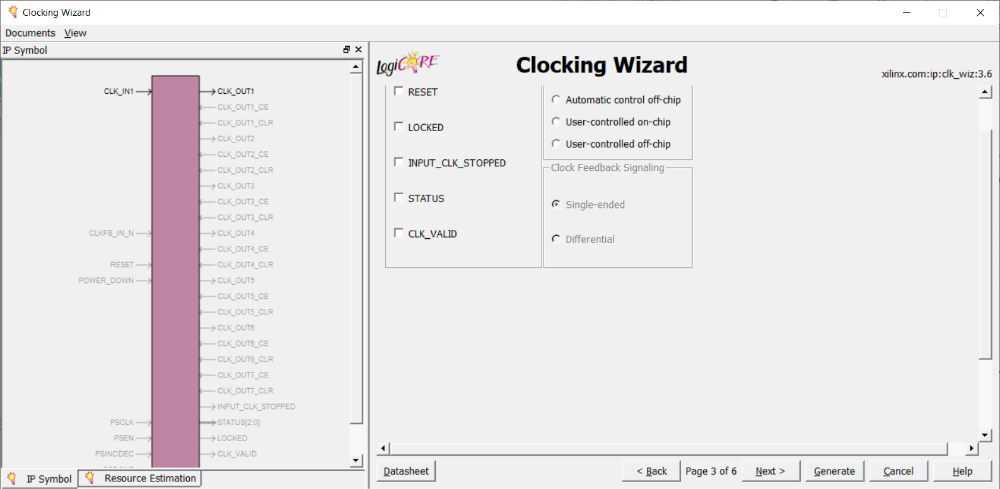 Clocking Wizard
Documents View
IP Symbol
CLK_IN1
CLKFB_IN_N
RESET
POWER_DOWN
PSCLK
PSEN
PSINCDEC
CLK_OUT1
CLK_OUT1_CE
CLK_OUT1_CLR
CLK_OUT2
CLK_OUT2_CE
CLK_OUT2_CLR
CLK_OUT3
CLK_OUT3_CE
CLK_OUT3_CLR
CLK_OUT4
CLK_OUT4_CE
CLK_OUT4_CLR
CLK_OUT5
CLK_OUT5_CE
CLK_OUT5_CLR
CLK_OUT6
CLK_OUT6_CE
CLK_OUT6_CLR
CLK_OUT7_CE
CLK_OUT7_CLR
INPUT_CLK_STOPPED
STATUS[2:0]
LOCKED
CLK_VALID
IP Symbol
Resource Estimation
LogiCORE
Clocking Wizard
xilinx.com:ip:clk_wiz:3.6
RESET
LOCKED
INPUT_CLK_STOPPED
STATUS
CLK_VALID
Automatic control off-chip
User-controlled on-chip
User-controlled off-chip
Clock Feedback Signaling
Single-ended
Differential
Datasheet
< Back
Page 3 of 6
Next >
Generate
Cancel
Help